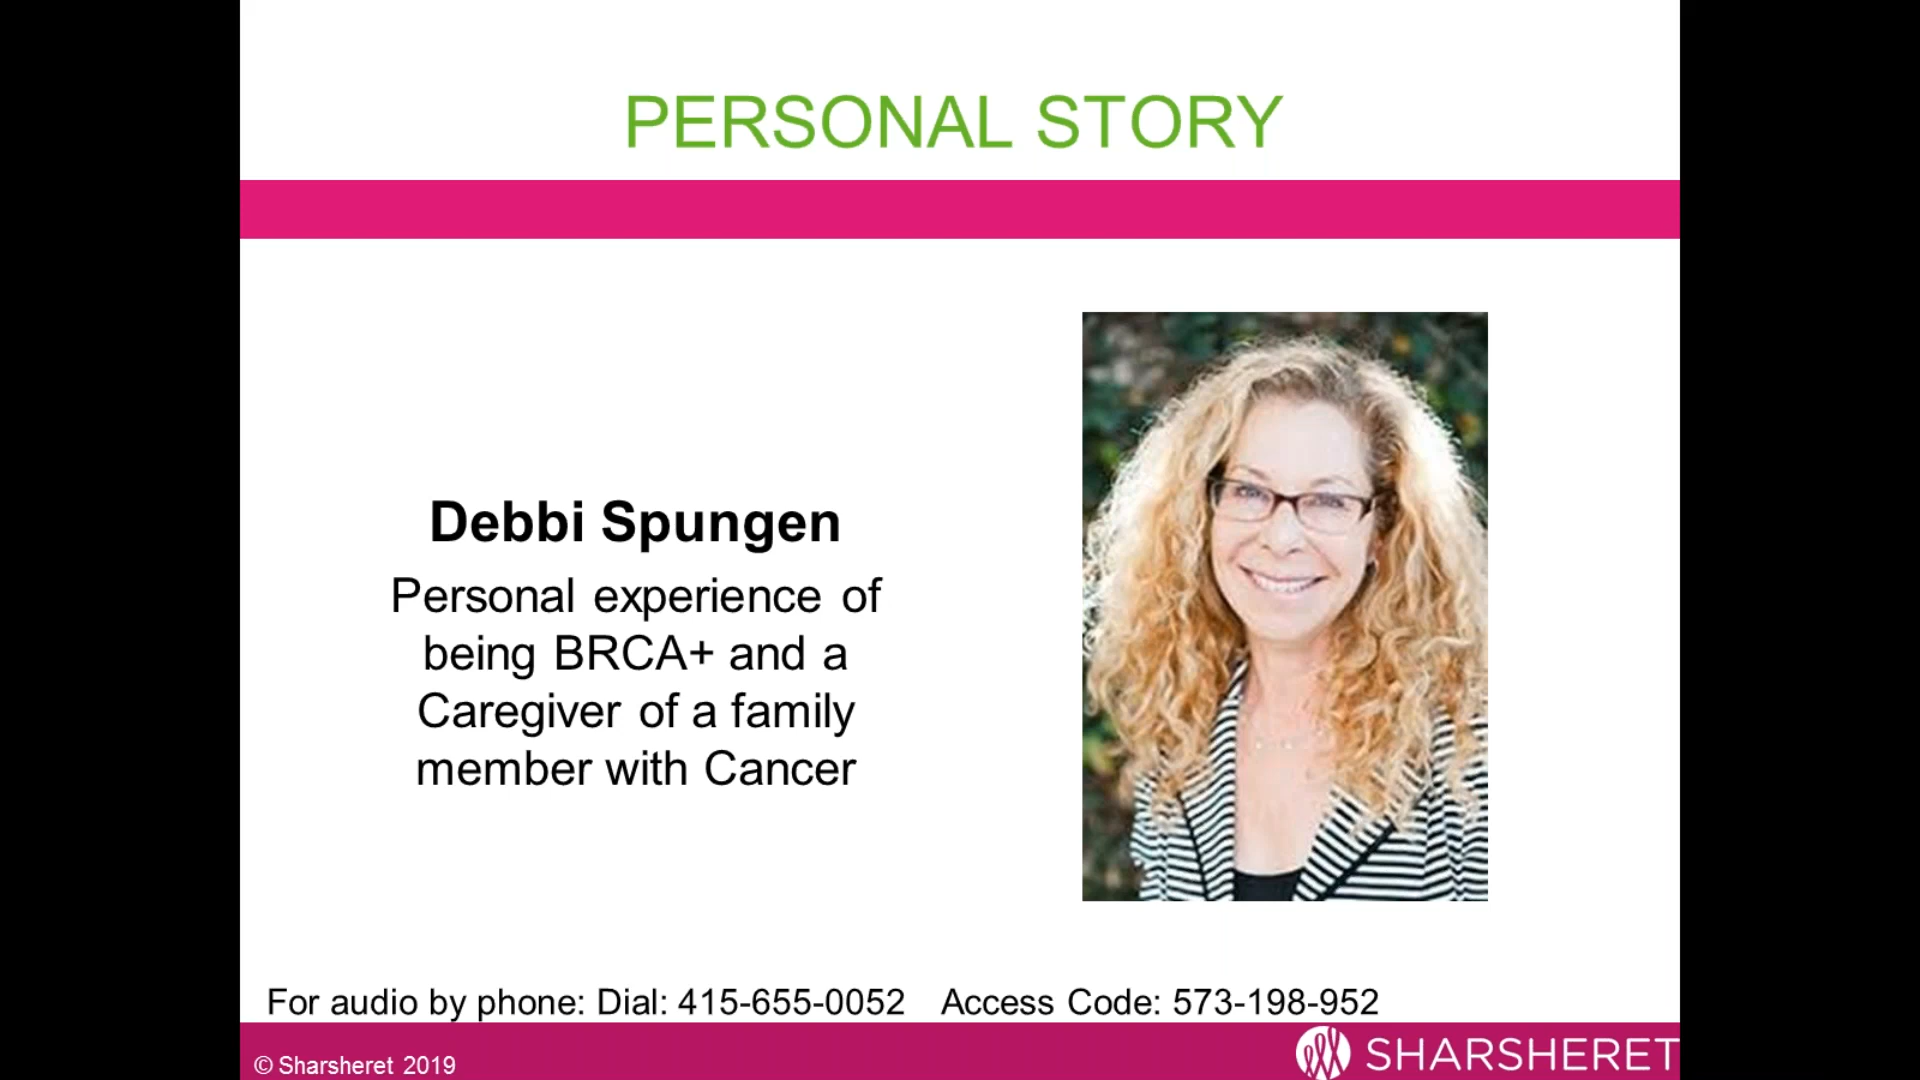 PERSONAL STORY
Debbi Spungen
Personal experience of
being BRCA+ and a
Caregiver of a family
member with Cancer
For audio by phone: Dial: 415-655-0052 Access Code: 573-198-952
© Sharsheret 2019
SHARSHERET